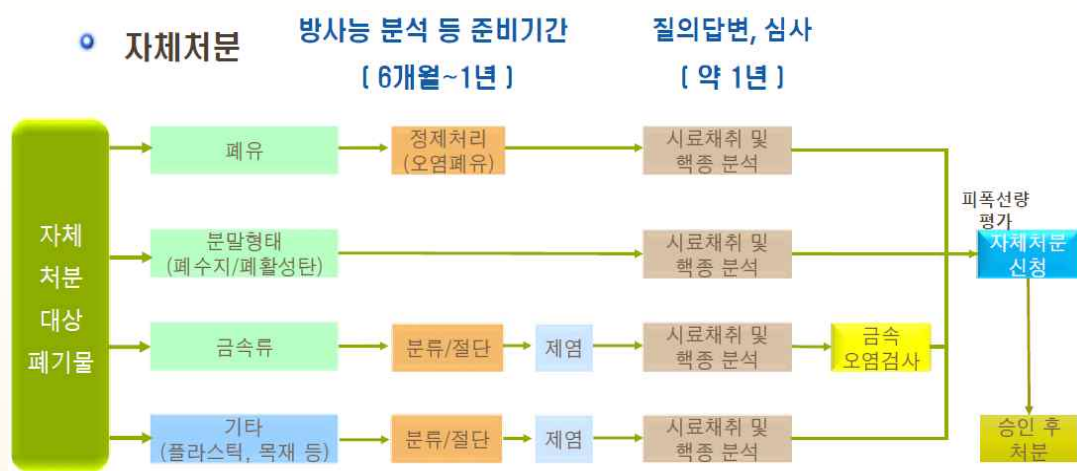 자체처분
방사능 분석 등 준비기간
( 6개월~1년 )
질의답변, 심사
( 약 1년 )
자체
처분
대상
폐기물
폐유
정제처리
(오염폐유)
시료채취 및
핵종 분석
분말형태
(폐수지/폐활성탄)
시료채취 및
핵종 분석
금속류
분류/절단
제염
시료채취 및
핵종 분석
금속
오염검사
기타
(플라스틱, 목재 등)
분류/절단
제염
시료채취 및
핵종 분석
피폭선량
평가
자체처분
신청
승인 후
처분